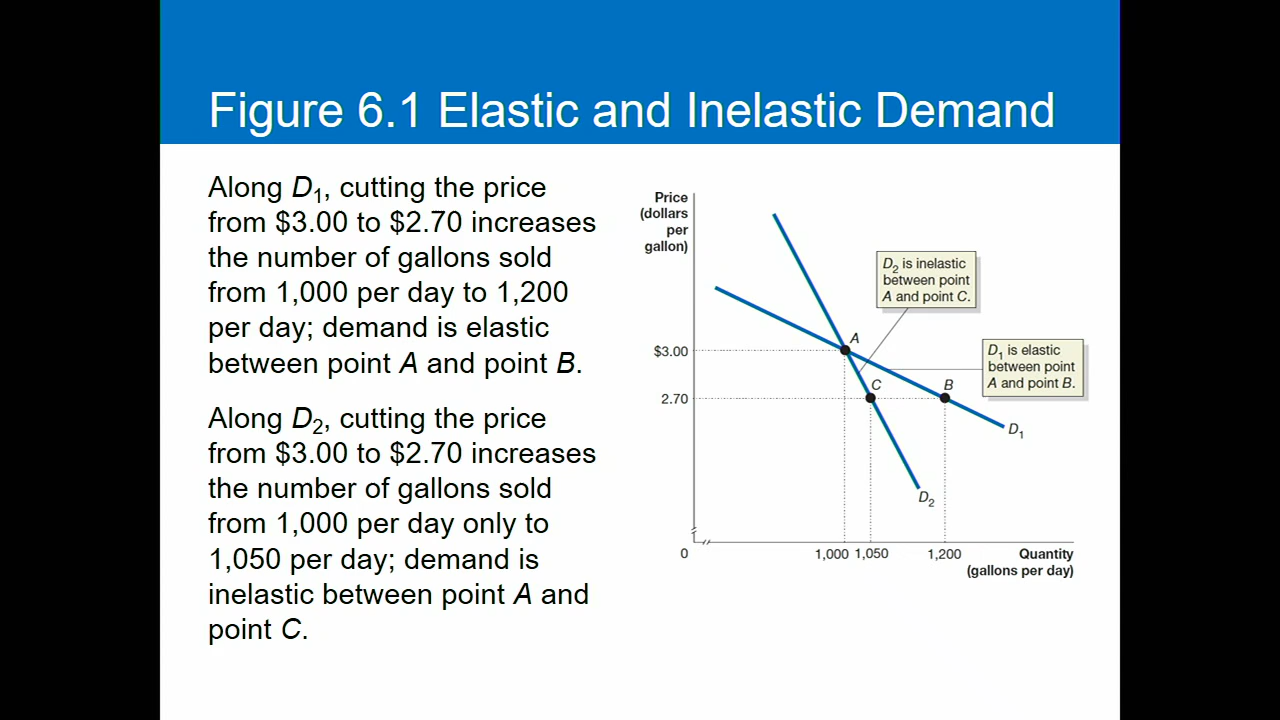 Figure 6.1 Elastic and Inelastic Demand
Along D1, cutting the price
from $3.00 to $2.70 increases
the number of gallons sold
from 1,000 per day to 1,200
per day; demand is elastic
between point A and point B.
Along D2, cutting the price
from $3.00 to $2.70 increases
the number of gallons sold
from 1,000 per day only to
1,050 per day; demand is
inelastic between point A and
point C.
Price
(dollars
per
gallon)
D2 is inelastic
between point
A and point C.
A
$3.00
D1 is elastic
between point
A and point B.
C
B
2.70
D1
D2
0
1,000
1,050
1,200
Quantity
(gallons per day)